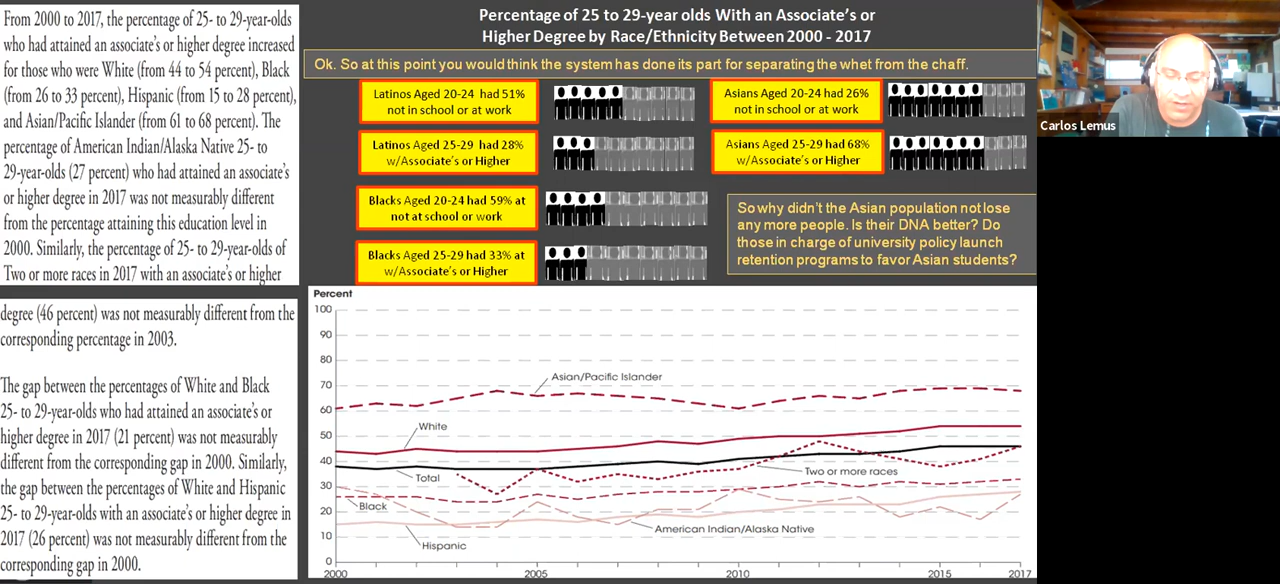 From 2000 to 2017, the percentage of 25- to 29-year-olds
who had attained an associate's or higher degree increased
for those who were White (from 44 to 54 percent), Black
(from 26 to 33 percent), Hispanic (from 15 to 28 percent),
and Asian/Pacific Islander (from 61 to 68 percent). The
percentage of American Indian/Alaska Native 25- to
29-year-olds (27 percent) who had attained an associate's
or higher degree in 2017 was not measurably different
from the percentage attaining this education level in
2000. Similarly, the percentage of 25- to 29-year-olds of
Two or more races in 2017 with an associate's or higher
degree (46 percent) was not measurably different from the
corresponding percentage in 2003.
The gap between the percentages of White and Black
25- to 29-year-olds who had attained an associate's or
higher degree in 2017 (21 percent) was not measurably
different from the corresponding gap in 2000. Similarly,
the gap between the percentages of White and Hispanic
25- to 29-year-olds with an associate's or higher degree in
2017 (26 percent) was not measurably different from the
corresponding gap in 2000.
Percentage of 25 to 29-year olds With an Associate's or
Higher Degree by Race/Ethnicity Between 2000 - 2017
Ok. So at this point you would think the system has done its part for separating the whet from the chaff.
Latinos Aged 20-24 had 51%
not in school or at work
Latinos Aged 25-29 had 28%
w/Associate's or Higher
Blacks Aged 20-24 had 59% at
not at school or work
Blacks Aged 25-29 had 33% at
w/Associate's or Higher
Asians Aged 20-24 had 26%
not in school or at work
Asians Aged 25-29 had 68%
w/Associate's or Higher
So why didn't the Asian population not lose
any more people. Is their DNA better? Do
those in charge of university policy launch
retention programs to favor Asian students?
Percent
100
90
80
70
60
50
40
30
20
10
0
Asian/Pacific Islander
White
Total
Two or more races
Black
American Indian/Alaska Native
Hispanic
2000
2005
2010
2015
2017
Carlos Lemus